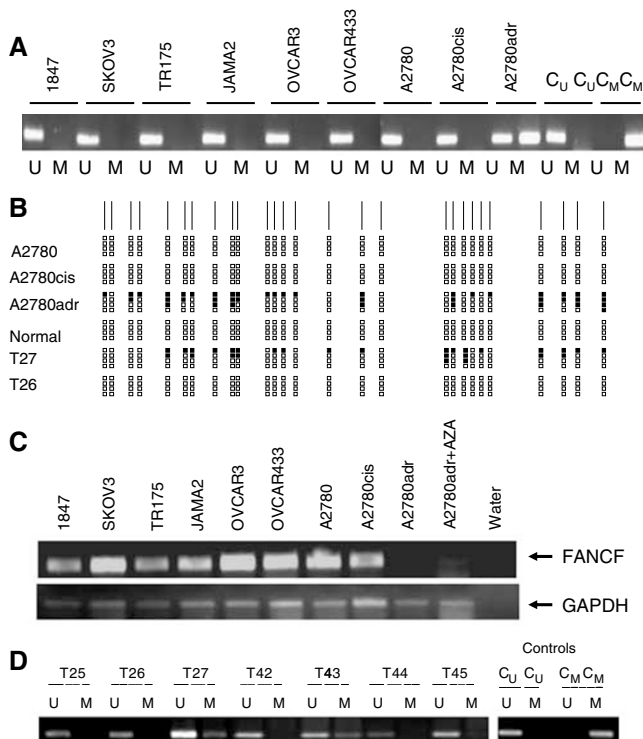 A
1847 SKOV3 TR175 JAMA2 OVCAR3 OVCAR433 A2780 A2780cis A2780adr CU CU CM CM
U M U M U M U M U M U M U M U M U M U M U M
B
A2780
A2780cis
A2780adr
Normal
T27
T26
C
1847 SKOV3 TR175 JAMA2 OVCAR3 OVCAR433 A2780 A2780cis A2780adr A2780adr+AZA Water
FANCF
GAPDH
D
Controls
T25 T26 T27 T42 T43 T44 T45 CU CU CM CM
U M U M U M U M U M U M U M U M U M